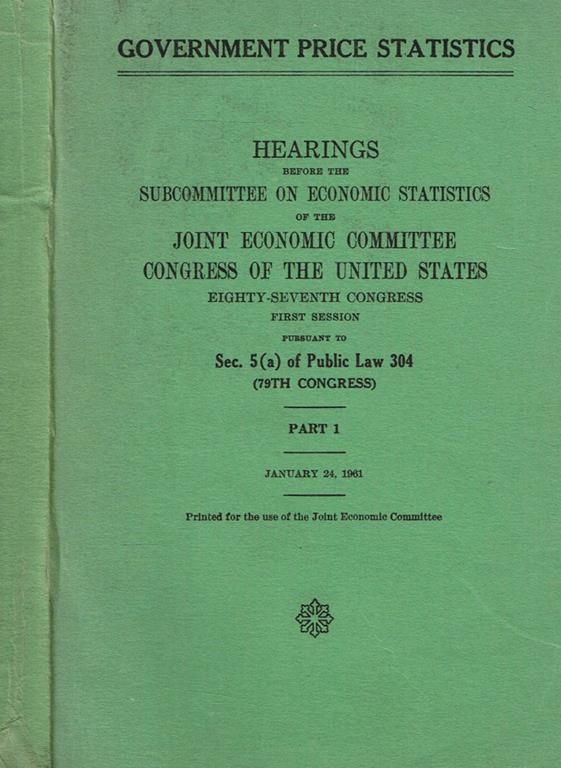 GOVERNMENT PRICE STATISTICS
HEARINGS
BEFORE THE
SUBCOMMITTEE ON ECONOMIC STATISTICS
OF THE
JOINT ECONOMIC COMMITTEE
CONGRESS OF THE UNITED STATES
EIGHTY-SEVENTH CONGRESS
FIRST SESSION
PURSUANT TO
Sec. 5(a) of Public Law 304
(79TH CONGRESS)
PART 1
JANUARY 24, 1961
Printed for the use of the Joint Economic Committee